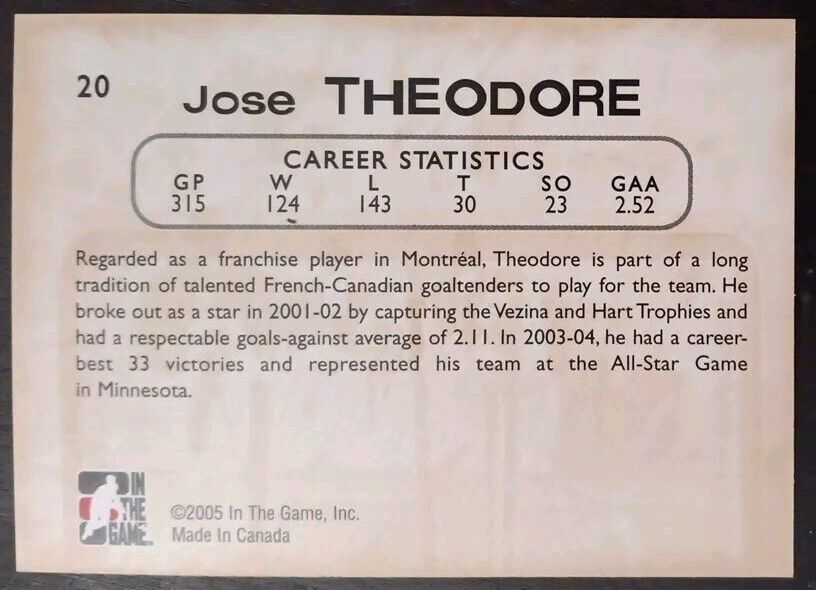 20
Jose THEODORE
CAREER STATISTICS
GP W L T SO GAA
315 124 143 30 23 2.52
Regarded as a franchise player in Montréal, Theodore is part of a long
tradition of talented French-Canadian goaltenders to play for the team. He
broke out as a star in 2001-02 by capturing the Vezina and Hart Trophies and
had a respectable goals-against average of 2.11. In 2003-04, he had a career-
best 33 victories and represented his team at the All-Star Game
in Minnesota.
IN
THE
GAME
©2005 In The Game, Inc.
Made In Canada